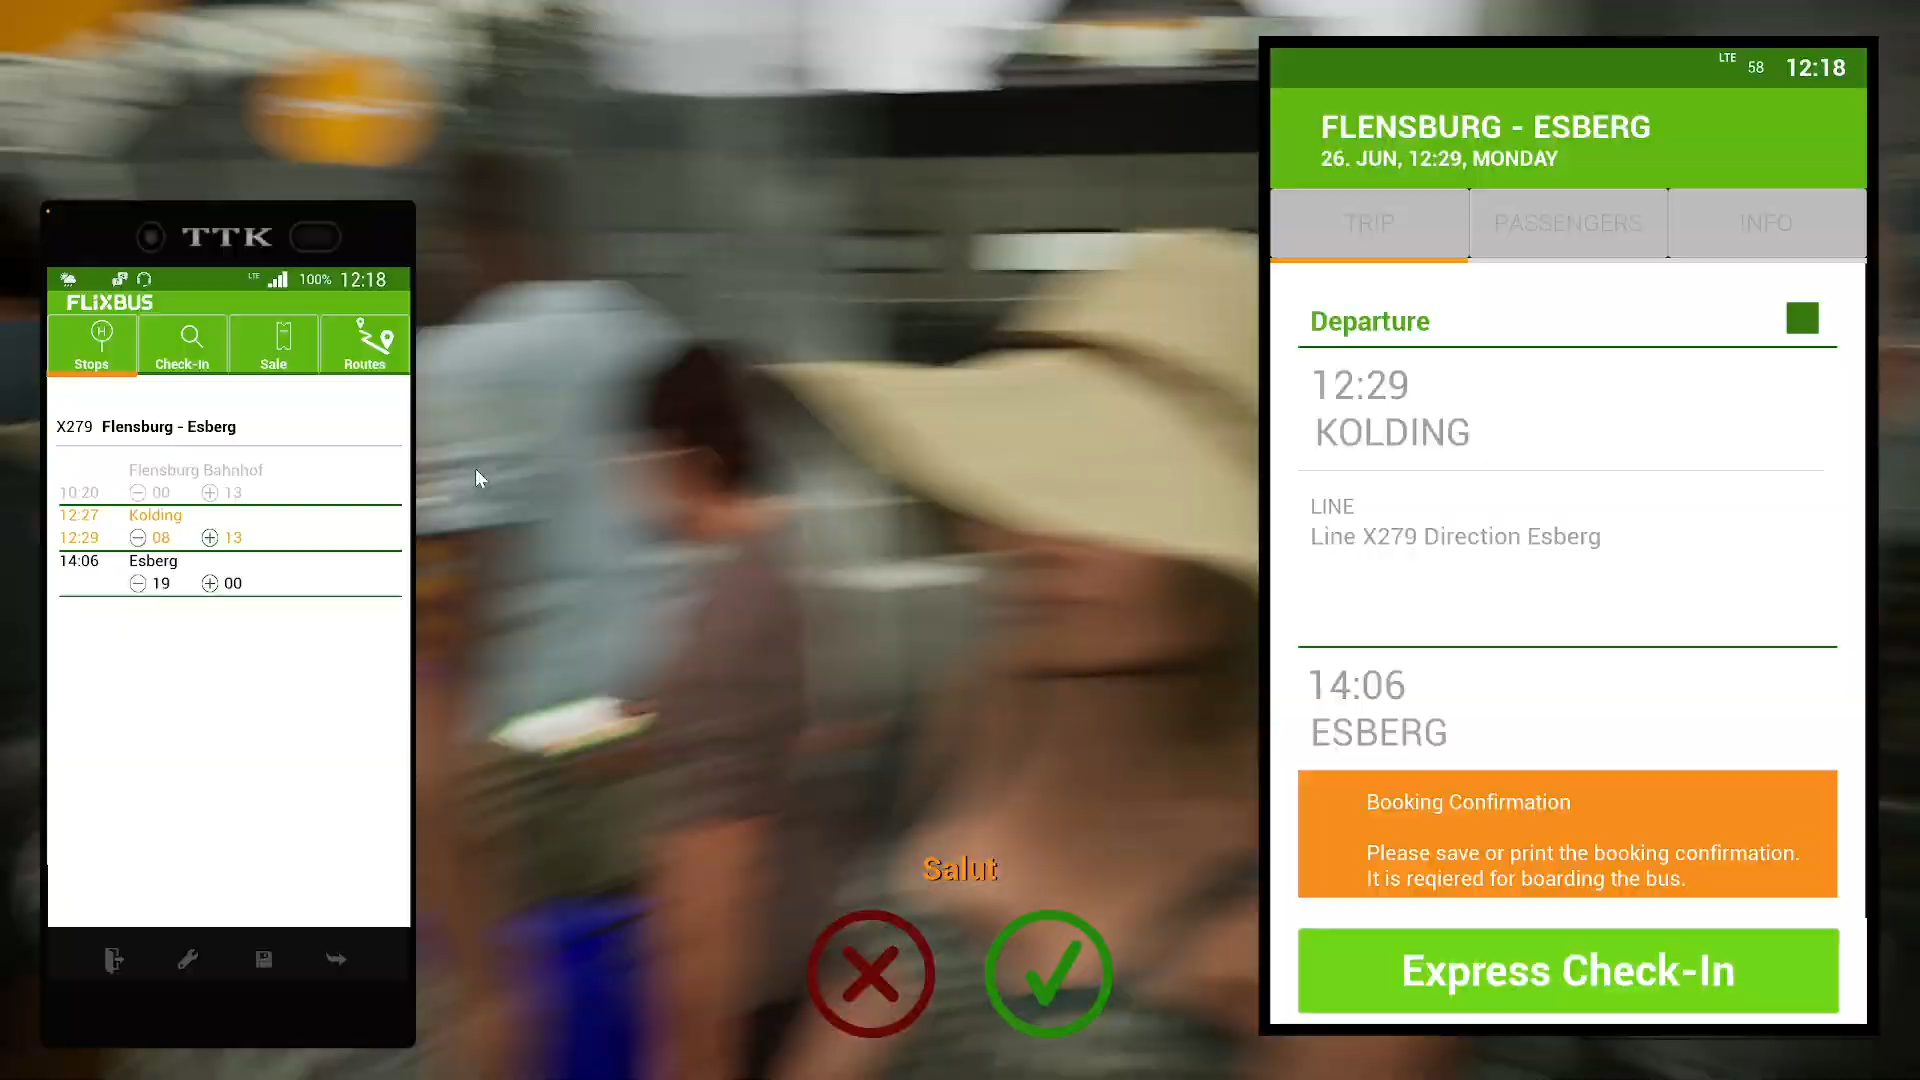 TTK
LTE 100% 12:18
FLiXBUS
Stops Check-In Sale Routes
X279 Flensburg - Esberg
Flensburg Bahnhof
10:20 00 13
12:27 Kolding
12:29 08 13
14:06 Esberg
19 00
Salut
LTE 58 12:18
FLENSBURG - ESBERG
26. JUN, 12:29, MONDAY
TRIP PASSENGERS INFO
Departure
12:29
KOLDING
LINE
Line X279 Direction Esberg
14:06
ESBERG
Booking Confirmation
Please save or print the booking confirmation.
It is reqiered for boarding the bus.
Express Check-In